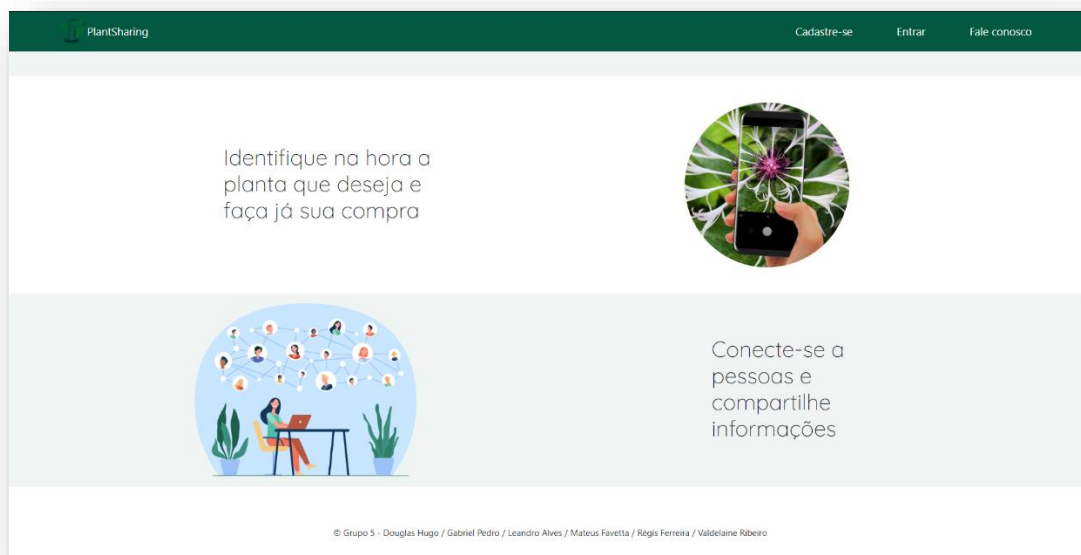 PlantSharing
Cadastre-se
Entrar
Fale conosco
Identifique na hora a
planta que deseja e
faça já sua compra
Conecte-se a
pessoas e
compartilhe
informações
© Grupo 5 - Douglas Hugo / Gabriel Pedro / Leandro Alves / Mateus Favetta / Régis Ferreira / Valdelaine Ribeiro